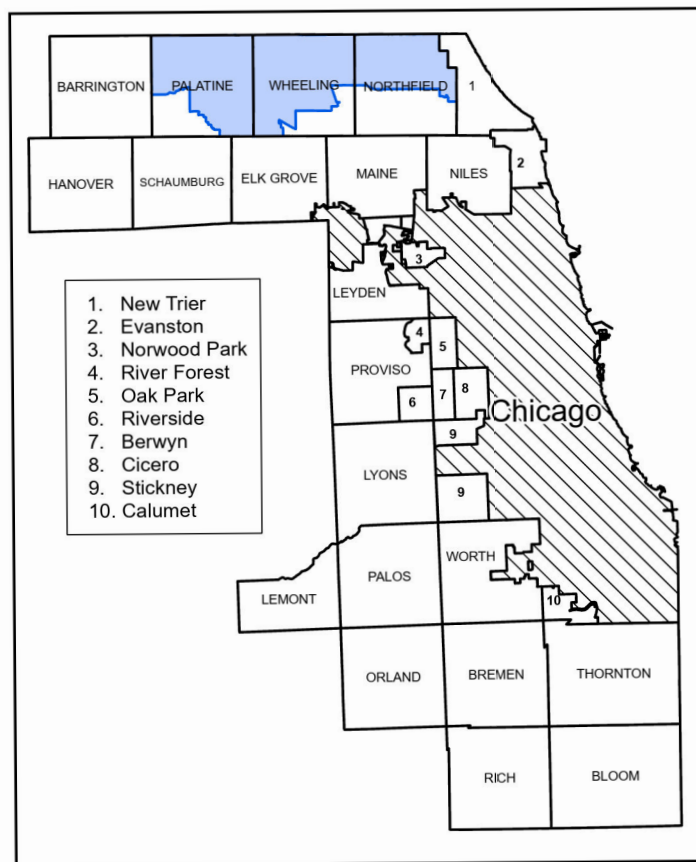 BARRINGTON PALATINE WHEELING NORTHFIELD 1
HANOVER SCHAUMBURG ELK GROVE MAINE NILES 2
3
LEYDEN
1. New Trier
2. Evanston
3. Norwood Park
4. River Forest
5. Oak Park
6. Riverside
7. Berwyn
8. Cicero
9. Stickney
10. Calumet
4
5
PROVISO
6 7 8
Chicago
9
LYONS
9
WORTH
PALOS
LEMONT
10
ORLAND BREMEN THORNTON
RICH BLOOM